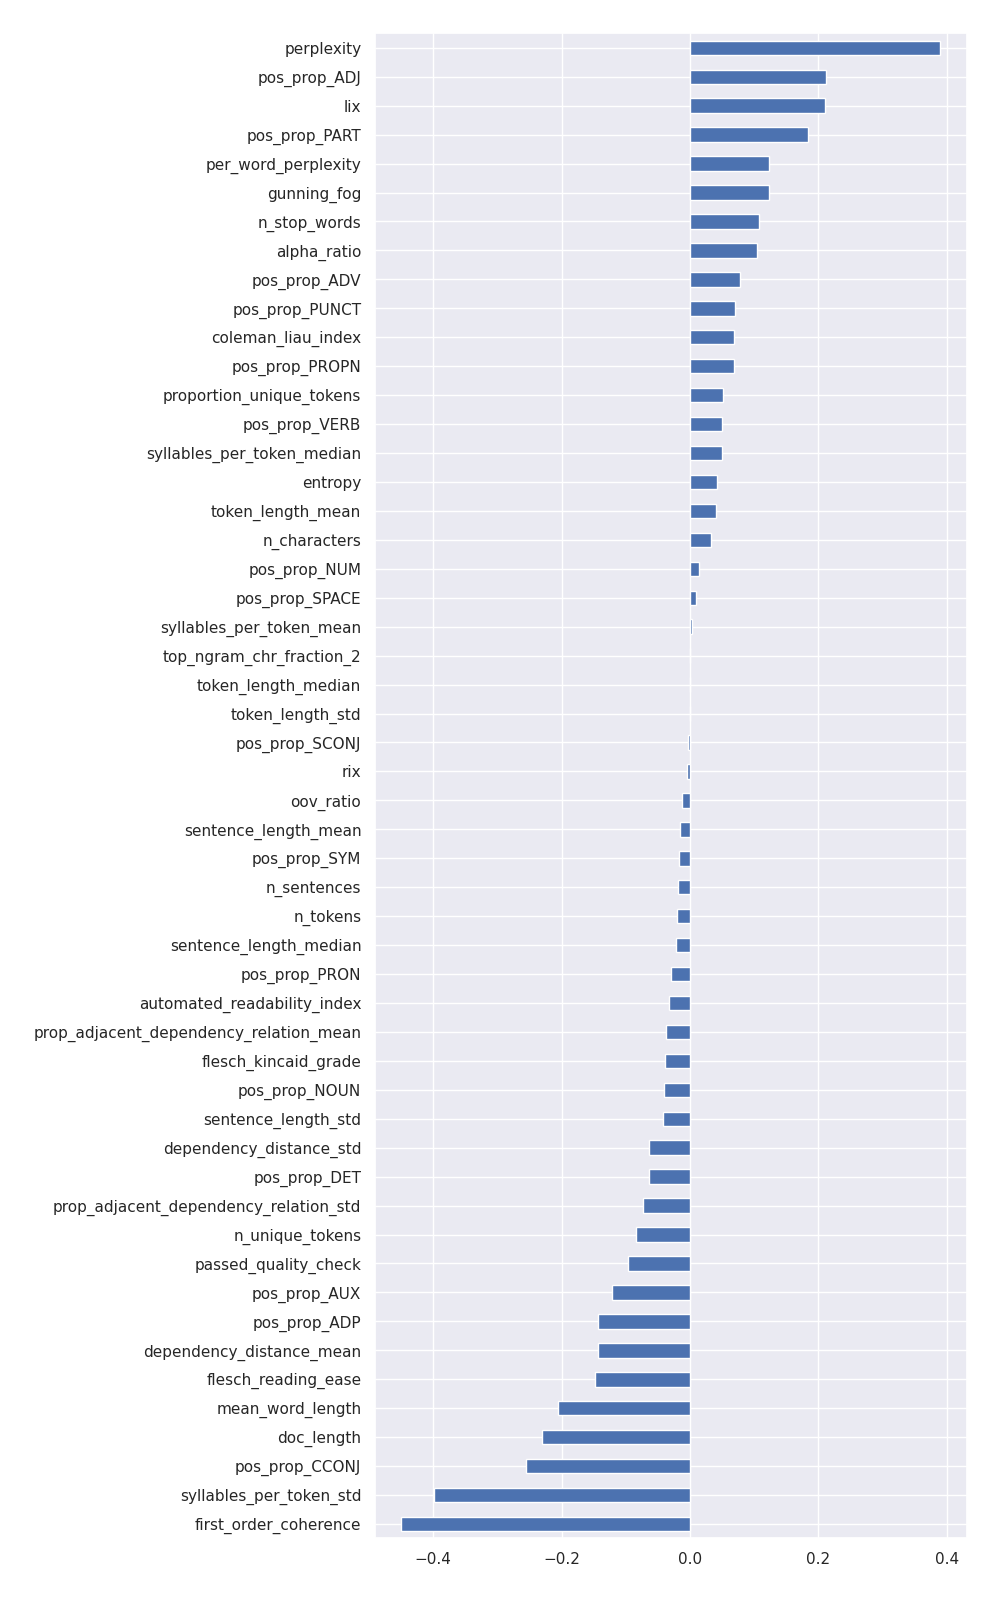 perplexity
pos_prop_ADJ
lix
pos_prop_PART
per_word_perplexity
gunning_fog
n_stop_words
alpha_ratio
pos_prop_ADV
pos_prop_PUNCT
coleman_liau_index
pos_prop_PROPN
proportion_unique_tokens
pos_prop_VERB
syllables_per_token_median
entropy
token_length_mean
n_characters
pos_prop_NUM
pos_prop_SPACE
syllables_per_token_mean
top_ngram_chr_fraction_2
token_length_median
token_length_std
pos_prop_SCONJ
rix
oov_ratio
sentence_length_mean
pos_prop_SYM
n_sentences
n_tokens
sentence_length_median
pos_prop_PRON
automated_readability_index
prop_adjacent_dependency_relation_mean
flesch_kincaid_grade
pos_prop_NOUN
sentence_length_std
dependency_distance_std
pos_prop_DET
prop_adjacent_dependency_relation_std
n_unique_tokens
passed_quality_check
pos_prop_AUX
pos_prop_ADP
dependency_distance_mean
flesch_reading_ease
mean_word_length
doc_length
pos_prop_CCONJ
syllables_per_token_std
first_order_coherence
−0.4 −0.2 0.0 0.2 0.4